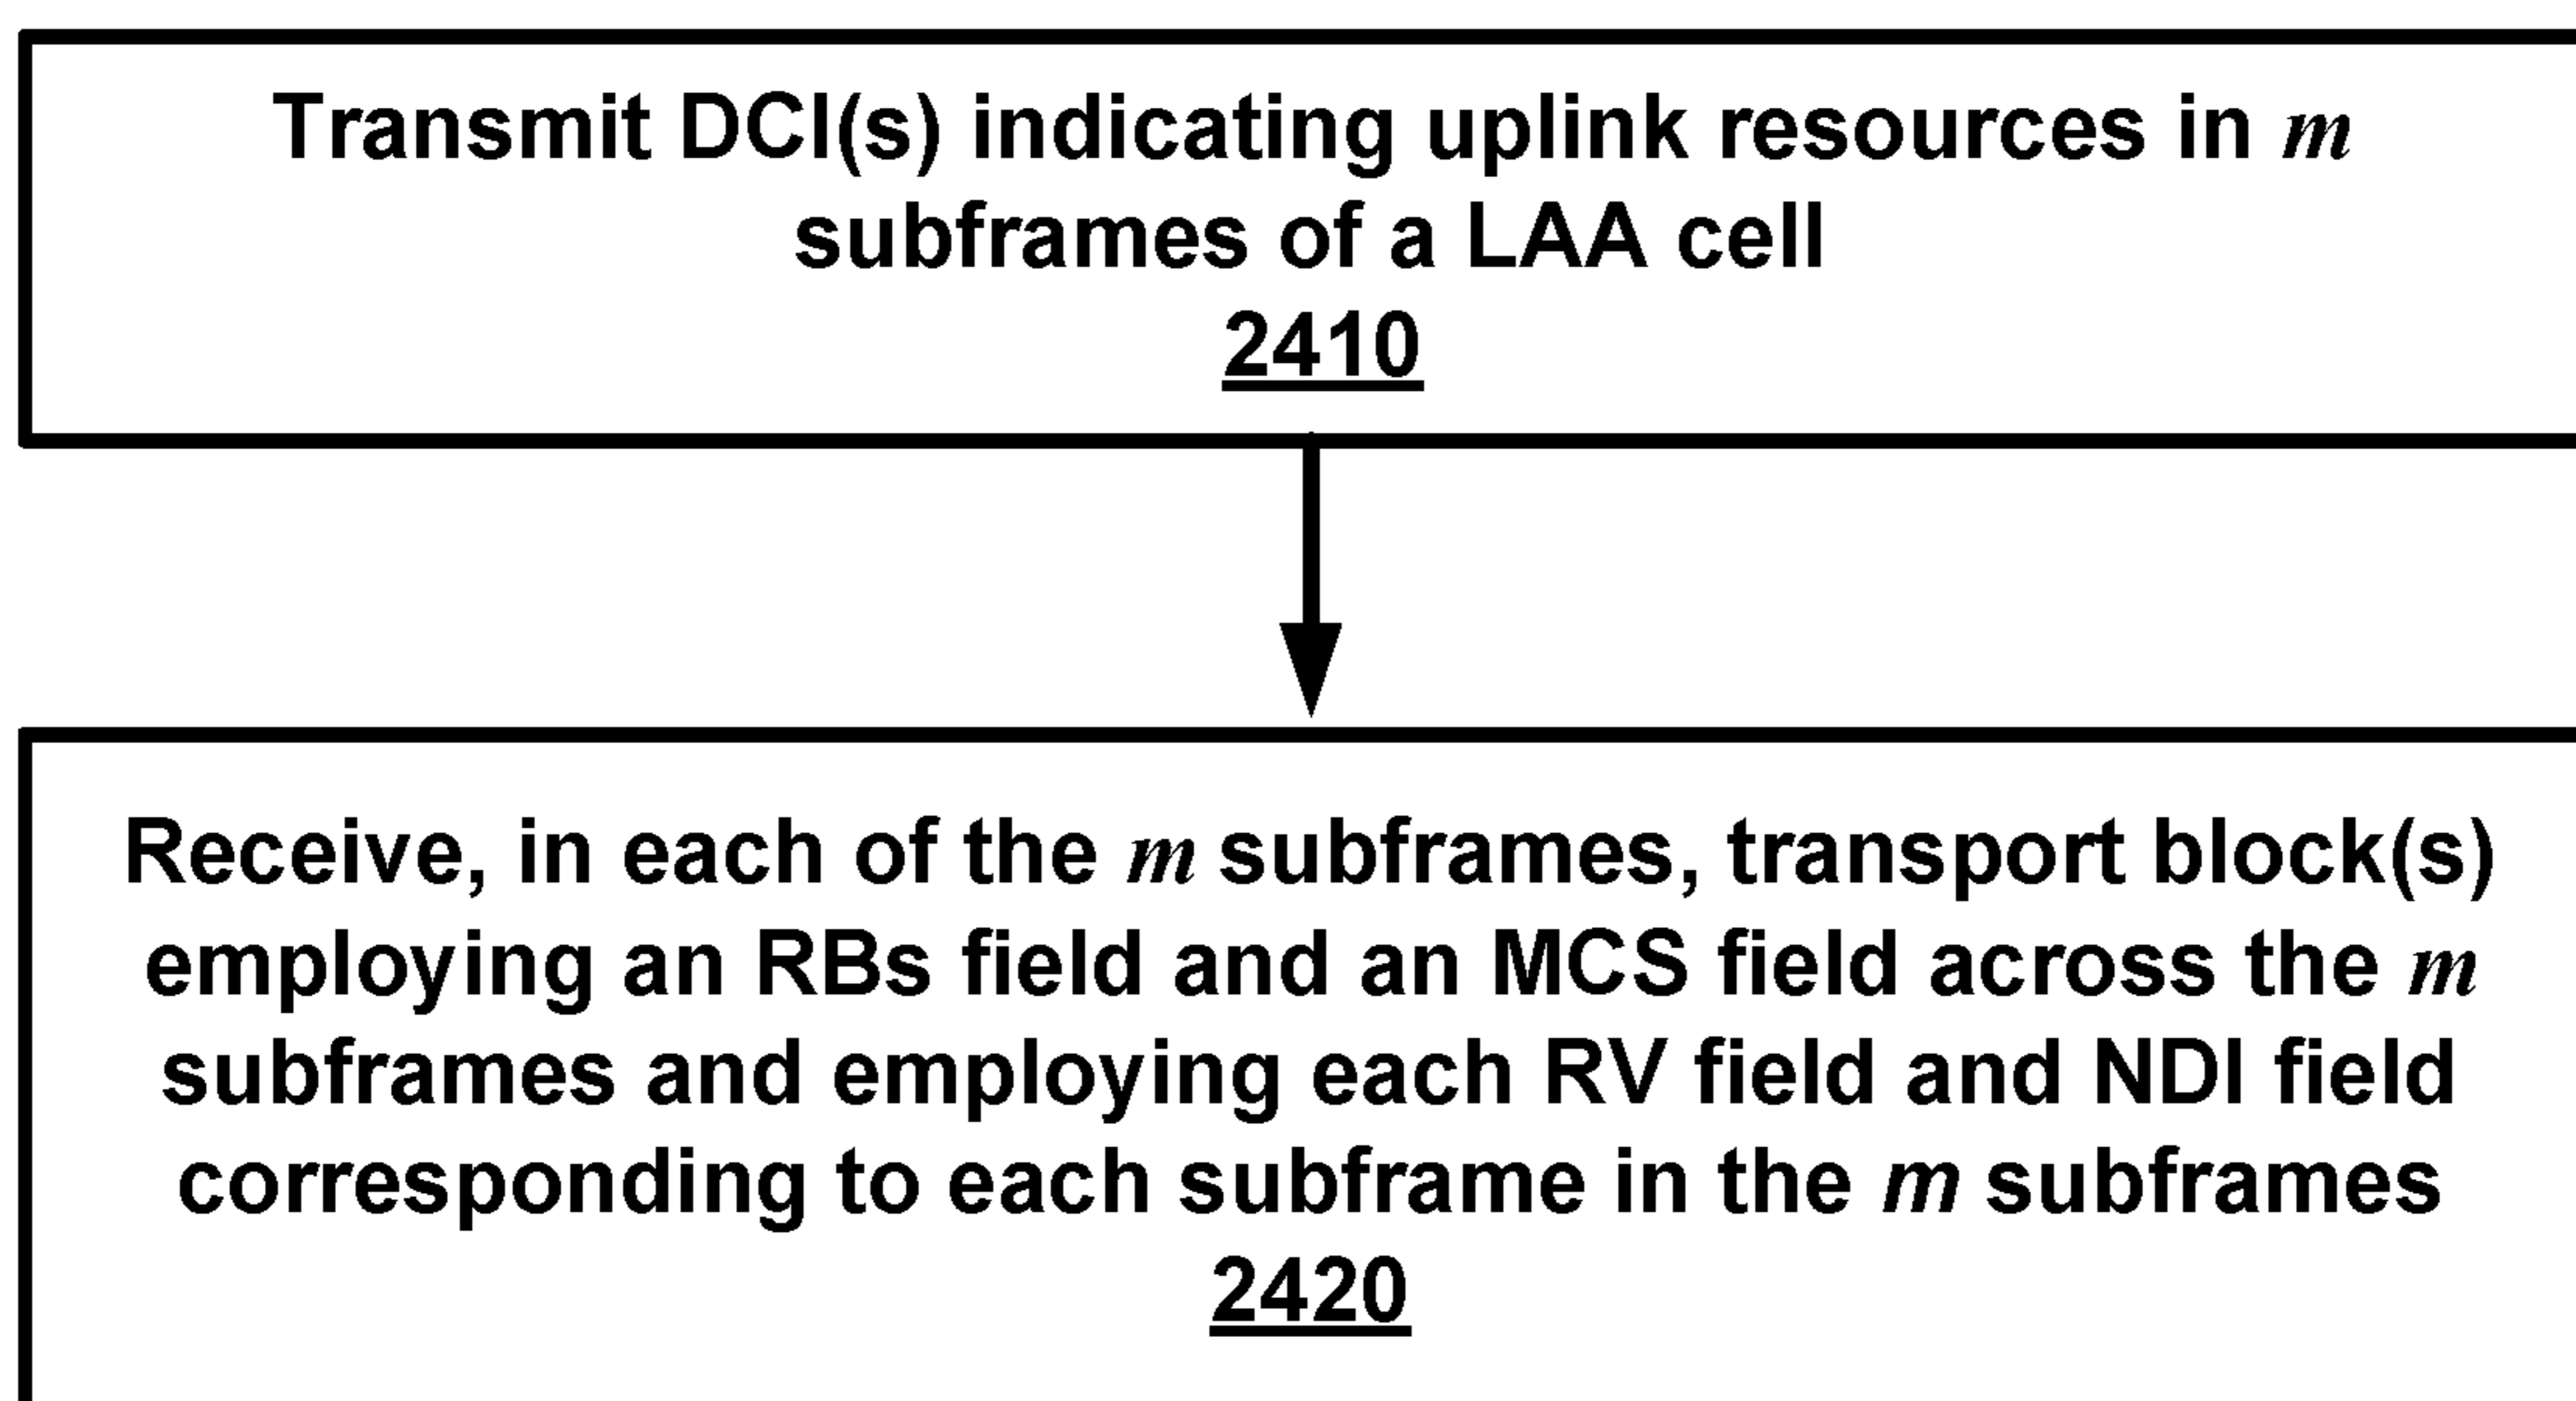 Transmit DCI(s) indicating uplink resources in m
subframes of a LAA cell
2410
Receive, in each of the m subframes, transport block(s)
employing an RBs field and an MCS field across the m
subframes and employing each RV field and NDI field
corresponding to each subframe in the m subframes
2420